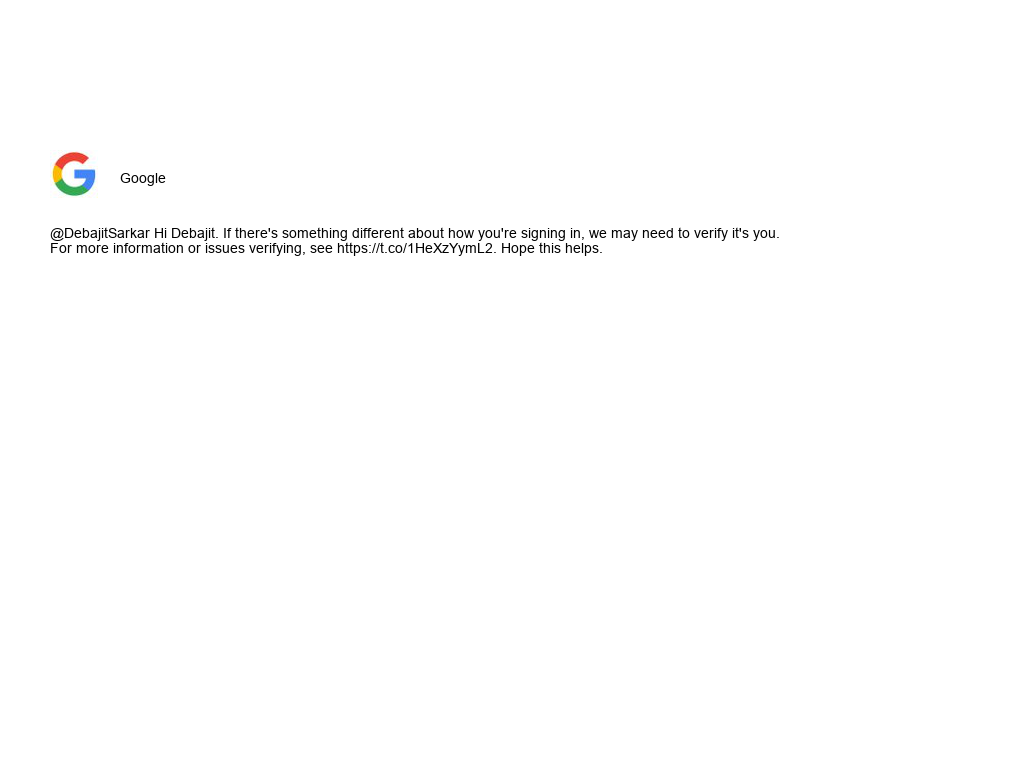 Google
@DebajitSarkar Hi Debajit. If there's something different about how you're signing in, we may need to verify it's you.
For more information or issues verifying, see https://t.co/1HeXzYymL2. Hope this helps.